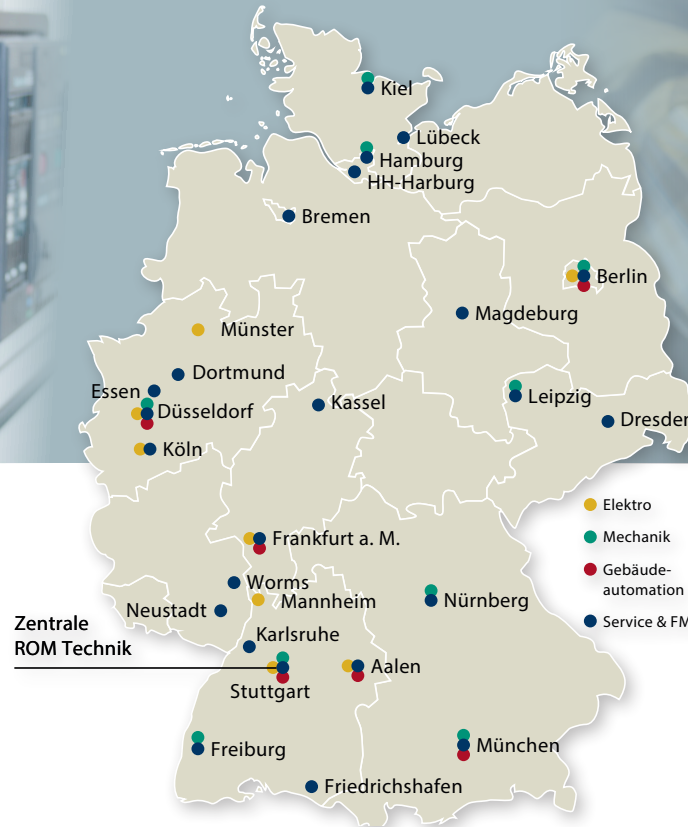 Kiel
Lübeck
Hamburg
HH-Harburg
Bremen
Berlin
Magdeburg
Münster
Dortmund
Essen
Düsseldorf
Kassel
Leipzig
Dresden
Köln
Elektro
Mechanik
Gebäude-
automation
Service & FM
Frankfurt a. M.
Worms
Mannheim
Neustadt
Nürnberg
Zentrale
ROM Technik
Karlsruhe
Aalen
Stuttgart
Freiburg
München
Friedrichshafen